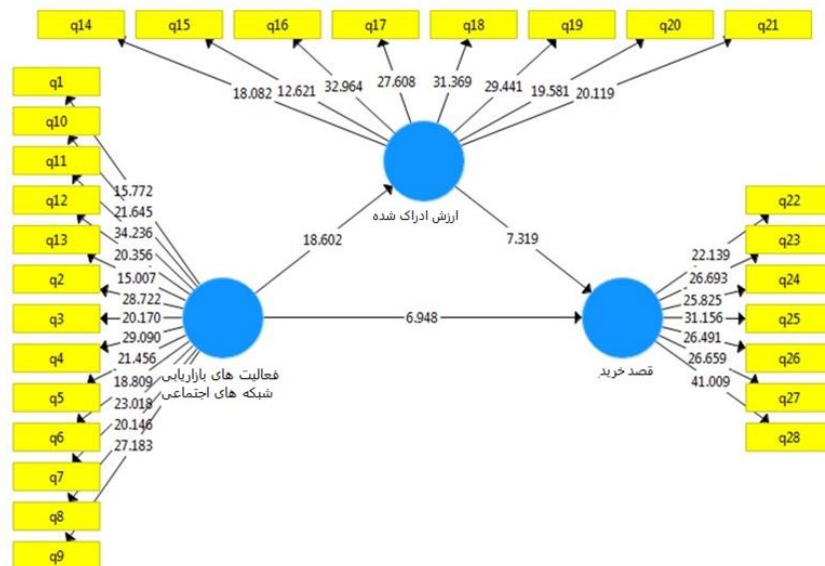 q14
q15
q16
q17
q18
q19
q20
q21
18.082
12.621
32.964
27.608
31.369
29.441
19.581
20.119
ارزش ادراک شده
q1
q10
q11
q12
q13
q2
q3
q4
q5
q6
q7
q8
q9
15.772
21.645
34.236
20.356
15.007
28.722
20.170
29.090
21.456
18.809
23.018
20.146
27.183
فعالیت های بازاریابی
شبکه های اجتماعی
18.602
7.319
6.948
قصد خرید
22.139
26.693
25.825
31.156
26.491
26.659
41.009
q22
q23
q24
q25
q26
q27
q28